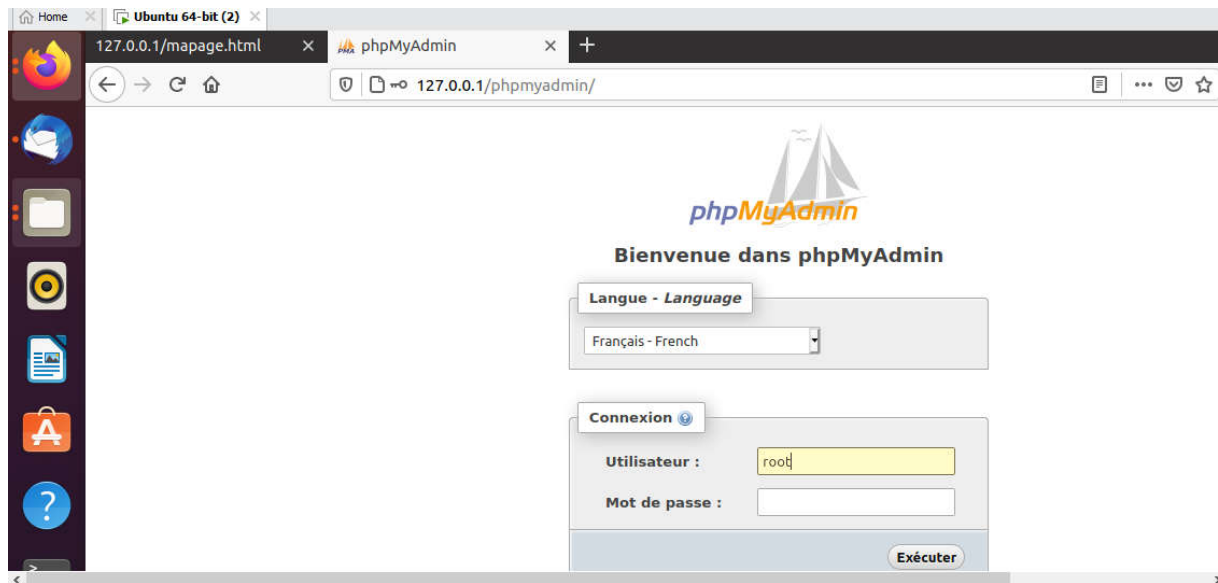 Home
Ubuntu 64-bit (2)
127.0.0.1/mapage.html
PMA phpMyAdmin
127.0.0.1/phpmyadmin/
phpMyAdmin
Bienvenue dans phpMyAdmin
Langue - Language
Français - French
Connexion
Utilisateur :
root
Mot de passe :
Exécuter